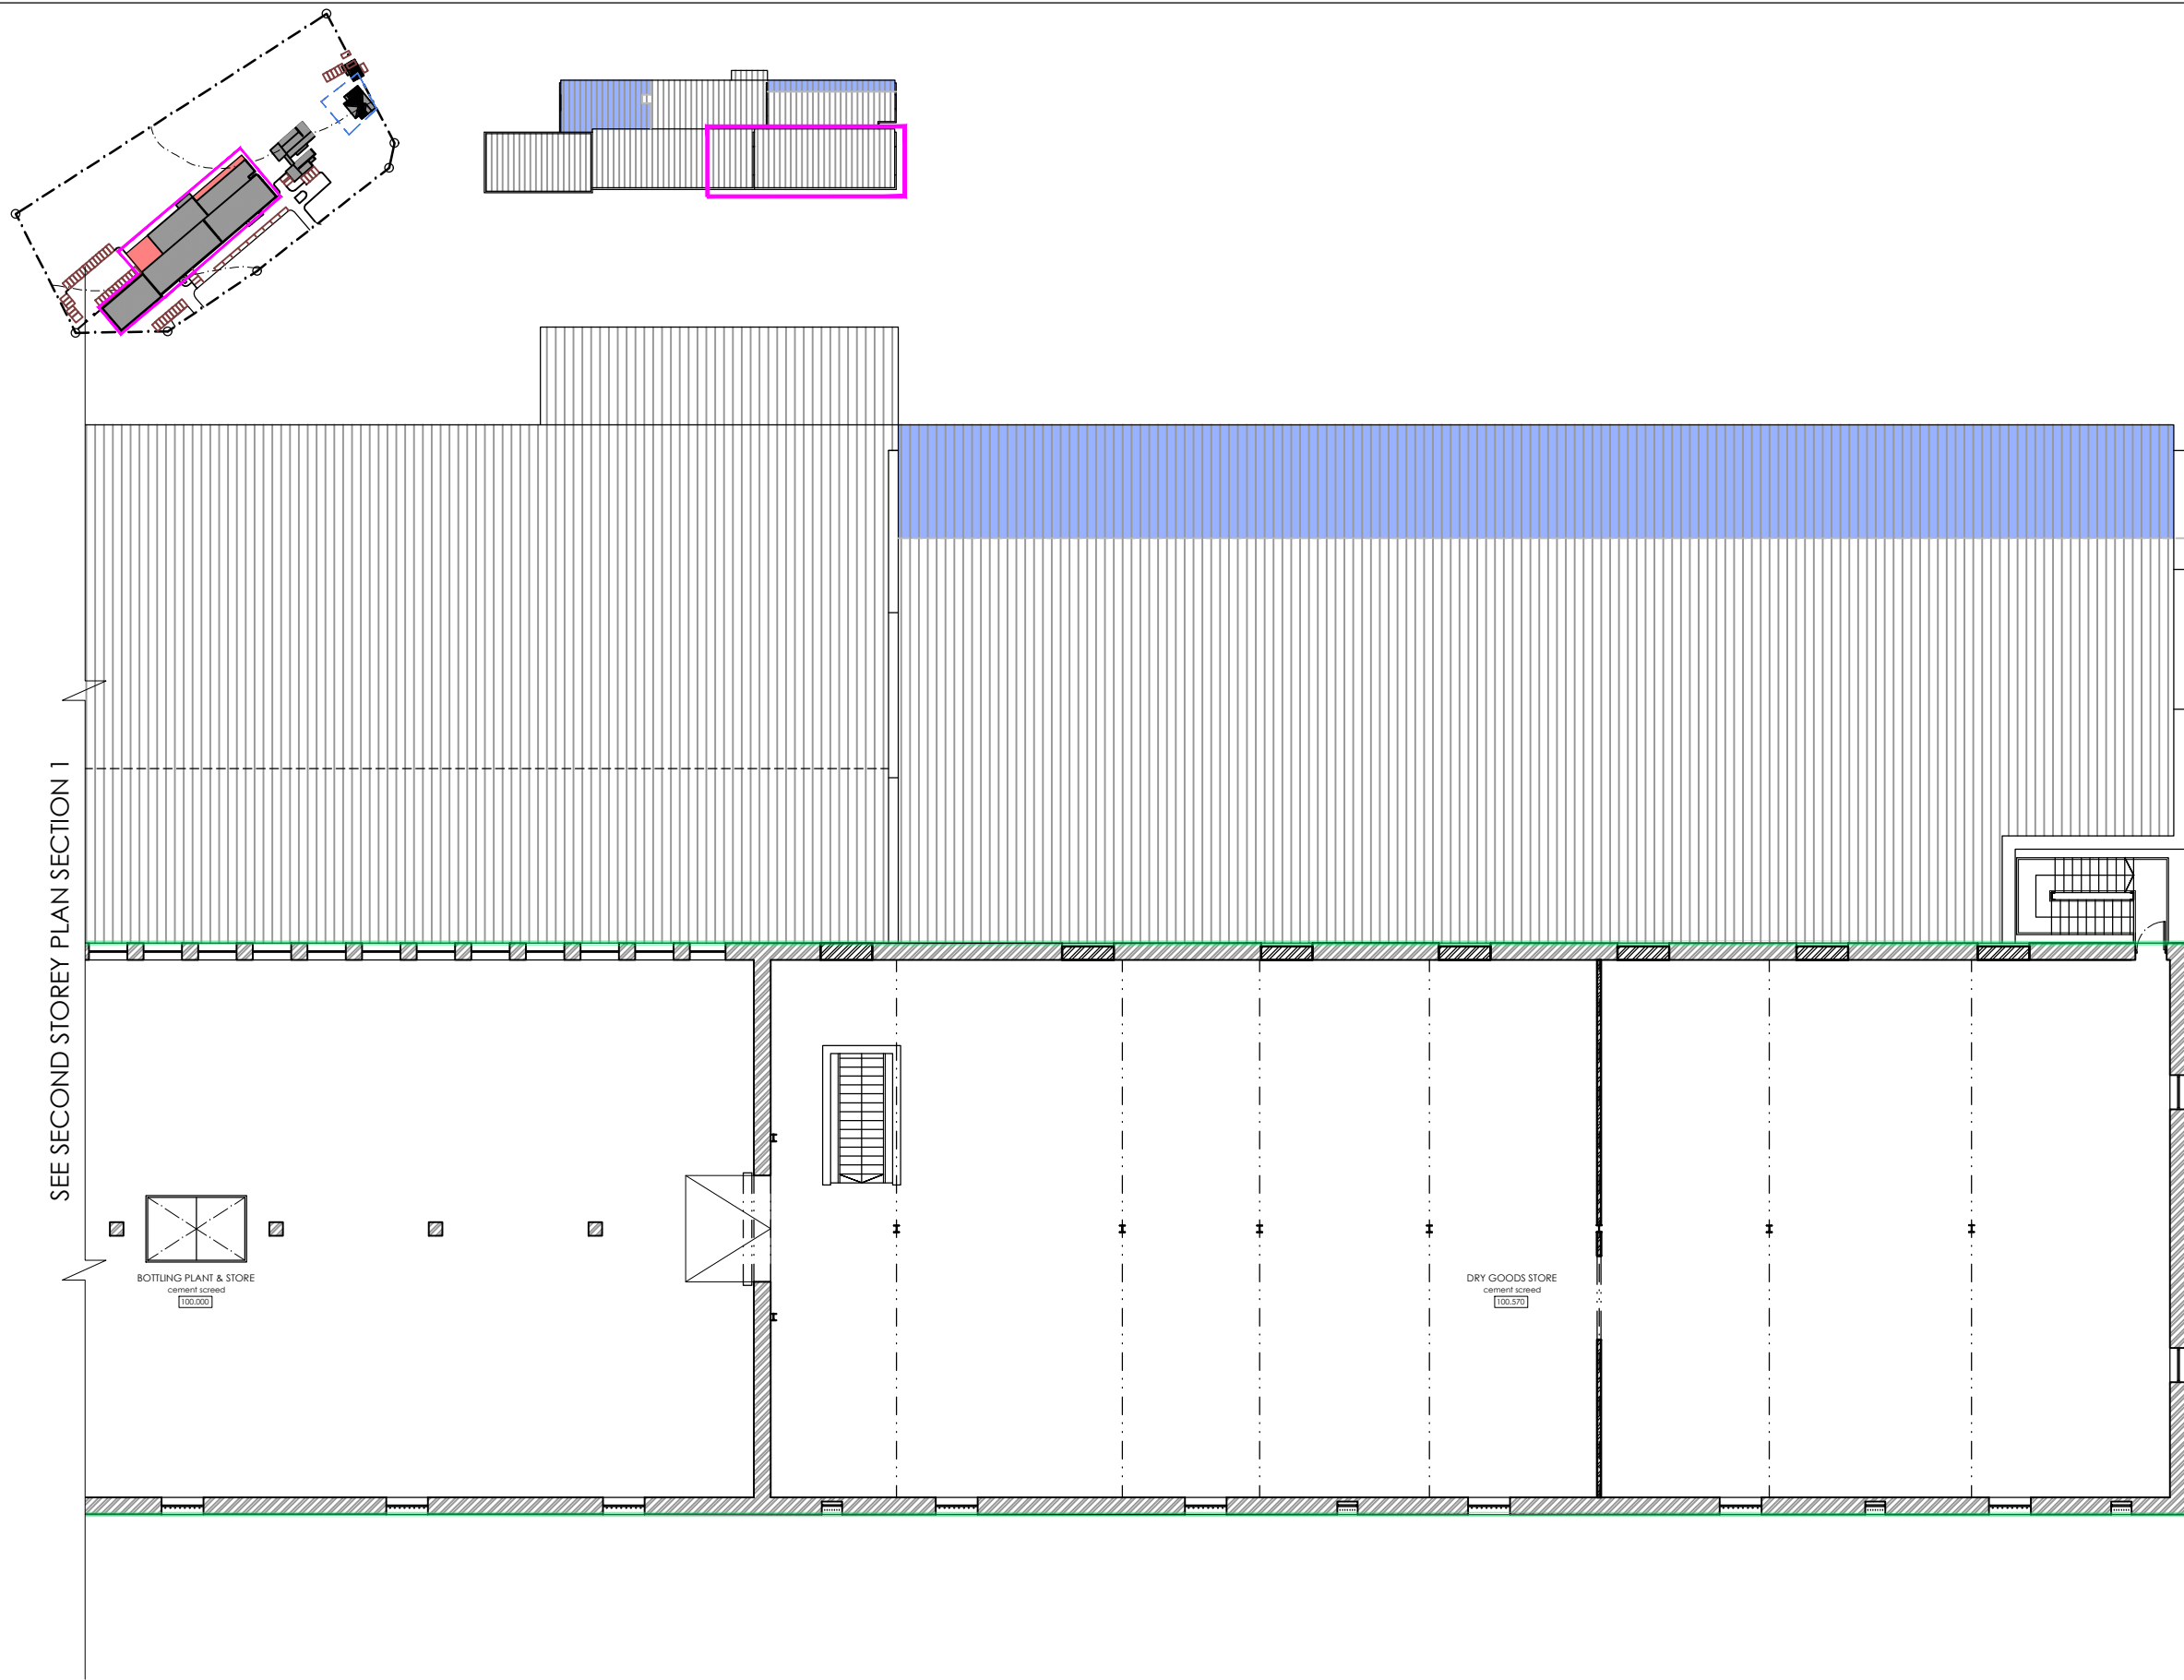 SEE SECOND STOREY PLAN SECTION 1
BOTTLING PLANT & STORE
cement screed
100.000
DRY GOODS STORE
cement screed
100.570